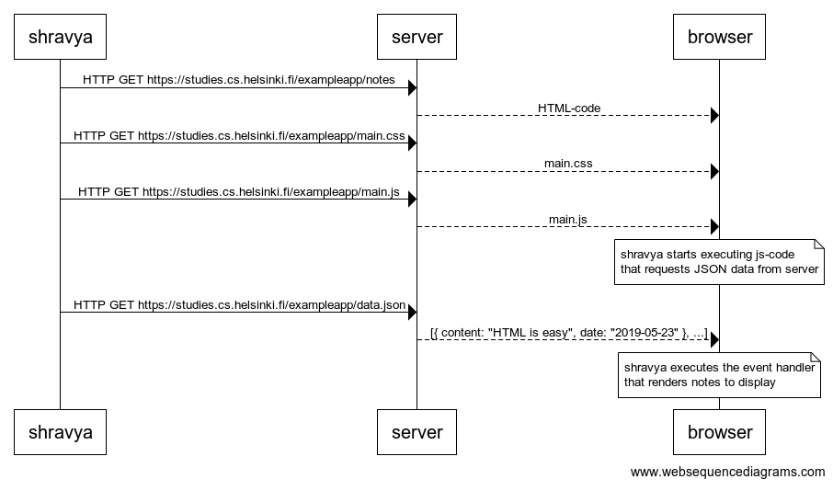 shravya
server
browser
HTTP GET https://studies.cs.helsinki.fi/exampleapp/notes
HTML-code
HTTP GET https://studies.cs.helsinki.fi/exampleapp/main.css
main.css
HTTP GET https://studies.cs.helsinki.fi/exampleapp/main.js
main.js
shravya starts executing js-code
that requests JSON data from server
HTTP GET https://studies.cs.helsinki.fi/exampleapp/data.json
[{ content: "HTML is easy", date: "2019-05-23" }, ...]
shravya executes the event handler
that renders notes to display
shravya
server
browser
www.websequencediagrams.com